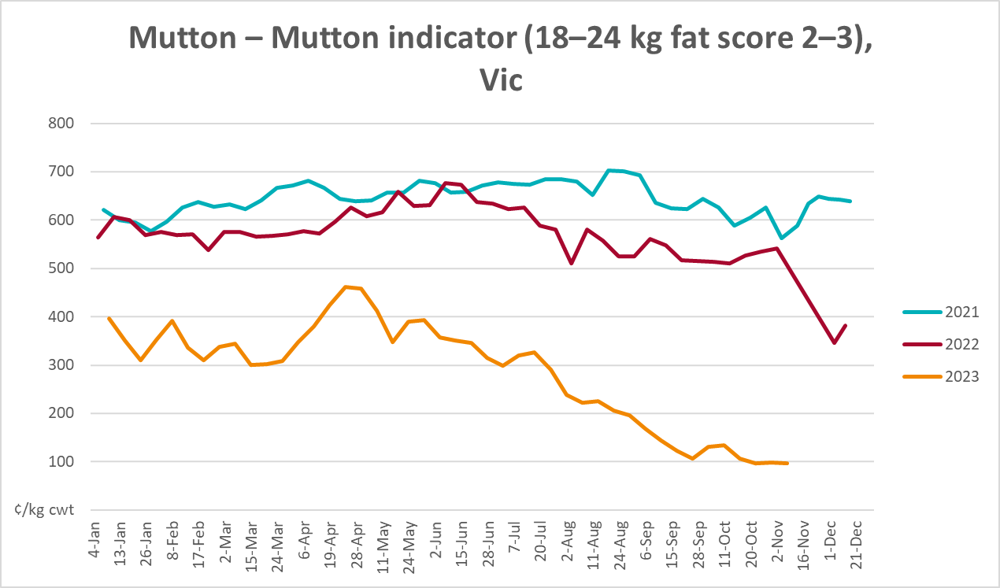 Mutton – Mutton indicator (18–24 kg fat score 2–3),
Vic
800
700
600
500
400
300
200
100
¢/kg cwt
4-Jan
13-Jan
26-Jan
8-Feb
17-Feb
2-Mar
15-Mar
24-Mar
6-Apr
19-Apr
28-Apr
11-May
24-May
2-Jun
15-Jun
28-Jun
7-Jul
20-Jul
2-Aug
11-Aug
24-Aug
6-Sep
15-Sep
28-Sep
11-Oct
20-Oct
2-Nov
16-Nov
1-Dec
21-Dec
2021
2022
2023